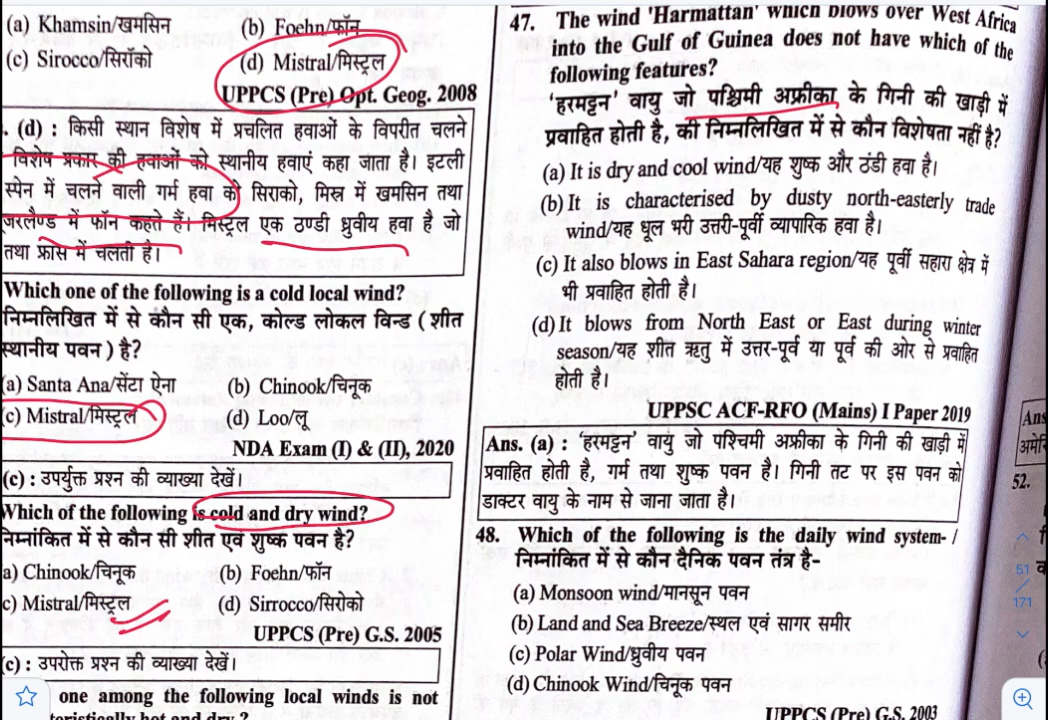 (a) Khamsin/खमसिन (b) Foehn/फॉन
(c) Sirocco/सिरॉको (d) Mistral/मिस्ट्रल
UPPCS (Pre) Opt. Geog. 2008
. (d) : किसी स्थान विशेष में प्रचलित हवाओं के विपरीत चलने
विशेष प्रकार की हवाओं को स्थानीय हवाएं कहा जाता है। इटली
स्पेन में चलने वाली गर्म हवा को सिराको, मिस्र में खमसिन तथा
जरलैण्ड में फॉन कहते हैं। मिस्ट्रल एक ठण्डी ध्रुवीय हवा है जो
तथा फ्रांस में चलती है।
Which one of the following is a cold local wind?
निम्नलिखित में से कौन सी एक, कोल्ड लोकल विन्ड ( शीत
स्थानीय पवन ) है?
(a) Santa Ana/सेंटा ऐना (b) Chinook/चिनूक
(c) Mistral/मिस्ट्रल (d) Loo/लू
NDA Exam (I) & (II), 2020
(c) : उपर्युक्त प्रश्न की व्याख्या देखें।
Which of the following is cold and dry wind?
निम्नांकित में से कौन सी शीत एवं शुष्क पवन है?
a) Chinook/चिनूक (b) Foehn/फॉन
c) Mistral/मिस्ट्रल (d) Sirrocco/सिरोको
UPPCS (Pre) G.S. 2005
(c) : उपरोक्त प्रश्न की व्याख्या देखें।
one among the following local winds is not
teristically hot and dry ?
47. The wind 'Harmattan' which blows over West Africa
into the Gulf of Guinea does not have which of the
following features?
'हरमट्टन' वायु जो पश्चिमी अफ्रीका के गिनी की खाड़ी में
प्रवाहित होती है, की निम्नलिखित में से कौन विशेषता नहीं है?
(a) It is dry and cool wind/यह शुष्क और ठंडी हवा है।
(b) It is characterised by dusty north-easterly trade
wind/यह धूल भरी उत्तरी-पूर्वी व्यापारिक हवा है।
(c) It also blows in East Sahara region/यह पूर्वी सहारा क्षेत्र में
भी प्रवाहित होती है।
(d) It blows from North East or East during winter
season/यह शीत ऋतु में उत्तर-पूर्व या पूर्व की ओर से प्रवाहित
होती है।
UPPSC ACF-RFO (Mains) I Paper 2019
Ans. (a) : 'हरमट्टन' वायु जो पश्चिमी अफ्रीका के गिनी की खाड़ी में
प्रवाहित होती है, गर्म तथा शुष्क पवन है। गिनी तट पर इस पवन को
डाक्टर वायु के नाम से जाना जाता है।
48. Which of the following is the daily wind system- /
निम्नांकित में से कौन दैनिक पवन तंत्र है-
(a) Monsoon wind/मानसून पवन
(b) Land and Sea Breeze/स्थल एवं सागर समीर
(c) Polar Wind/ध्रुवीय पवन
(d) Chinook Wind/चिनूक पवन
UPPCS (Pre) G.S. 2003
Ans
अमेरि
52.
51
171